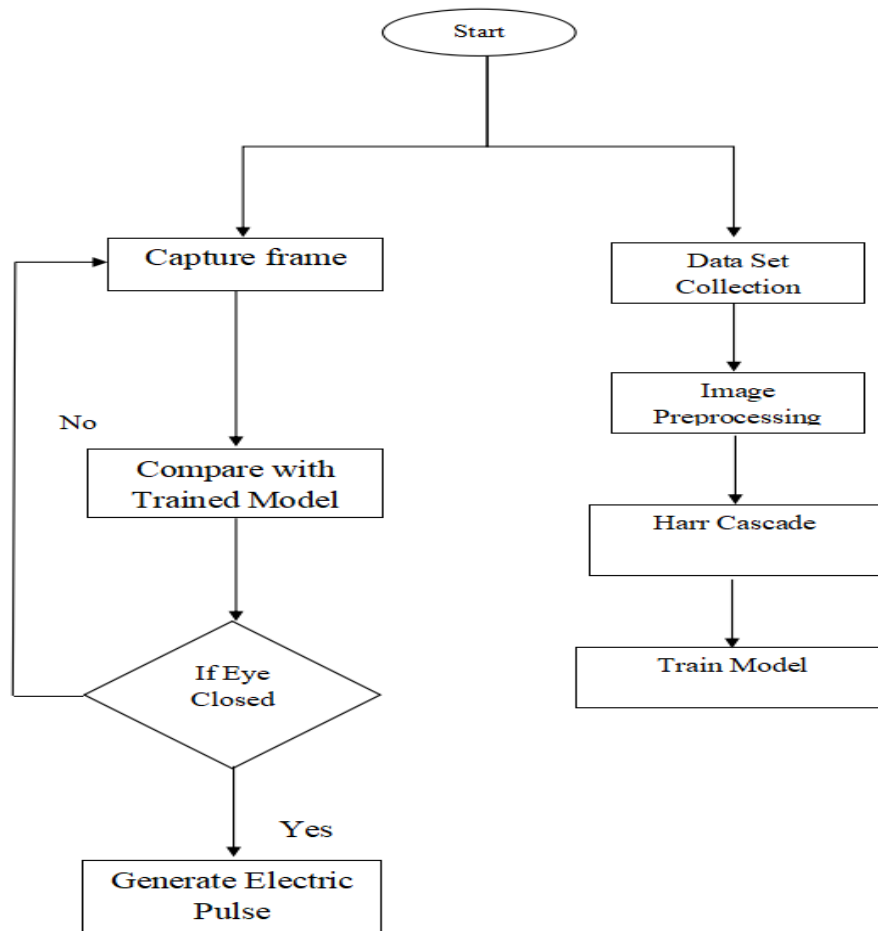 Start
Capture frame
Data Set
Collection
Image
Preprocessing
No
Compare with
Trained Model
Harr Cascade
If Eye
Closed
Train Model
Yes
Generate Electric
Pulse